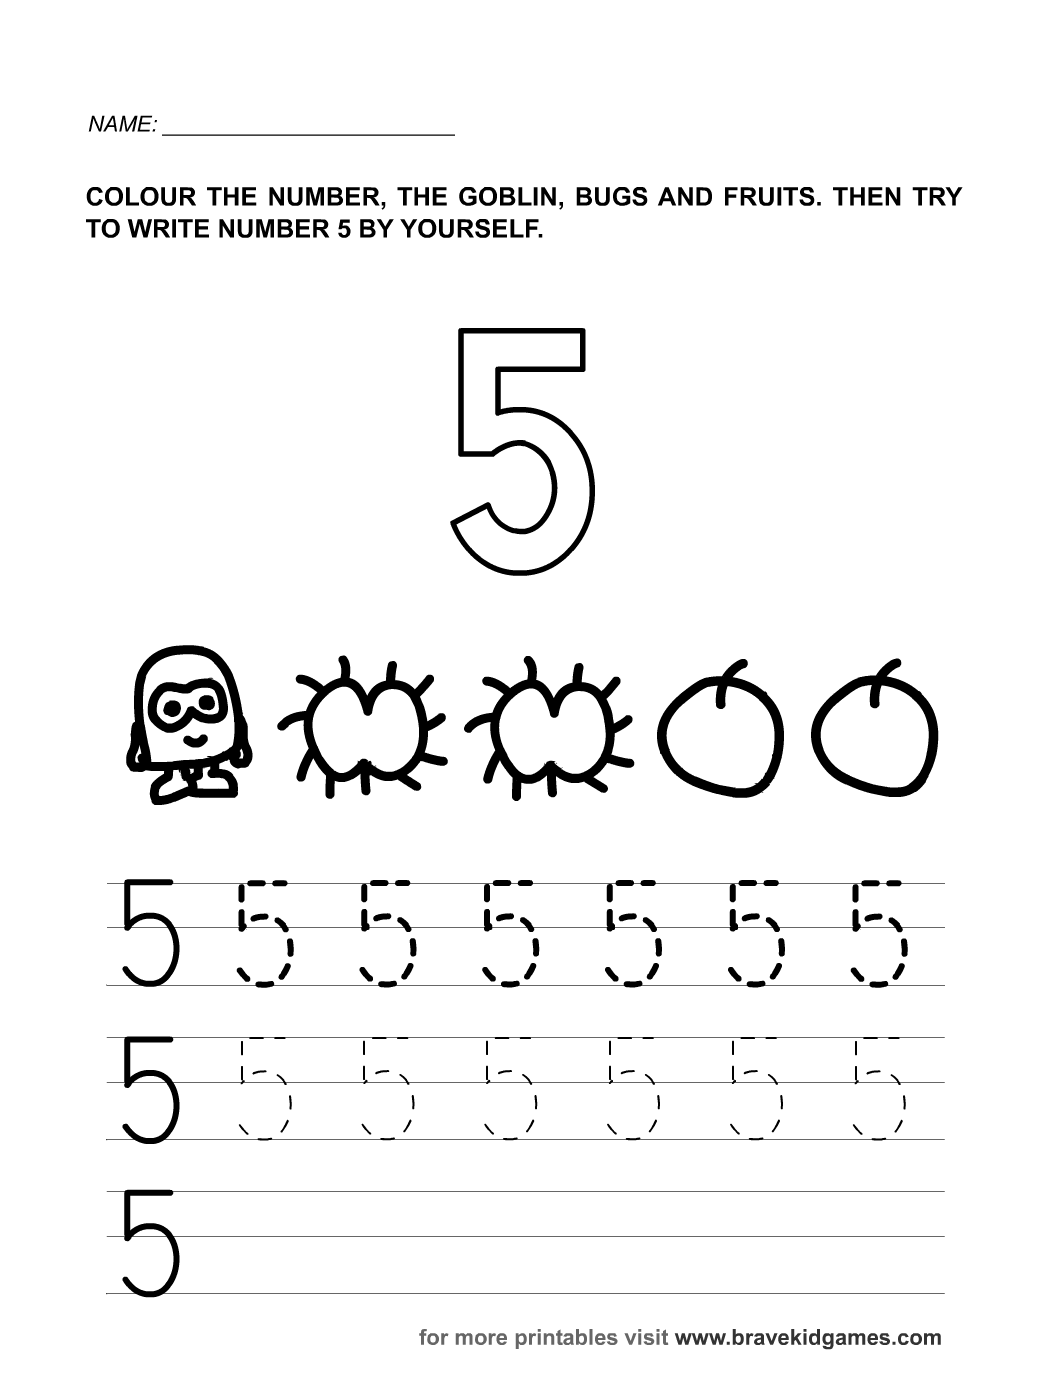 NAME:
COLOUR THE NUMBER, THE GOBLIN, BUGS AND FRUITS. THEN TRY
TO WRITE NUMBER 5 BY YOURSELF.
5
5 5 5 5 5 5 5
5 5 5 5 5 5 5
5
for more printables visit www.bravekidgames.com